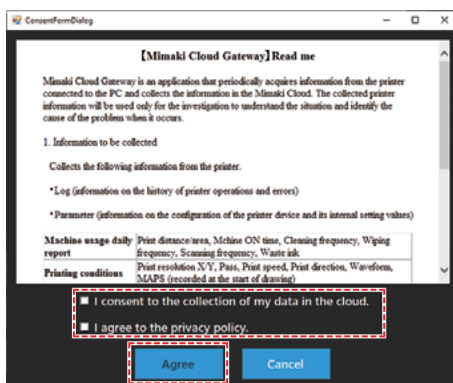 ConsentFormDialog
【Mimaki Cloud Gateway】Read me
Mimaki Cloud Gateway is an application that periodically acquires information from the printer
connected to the PC and collects the information in the Mimaki Cloud. The collected printer
information will be used only for the investigation to understand the situation and identify the
cause of the problem when it occurs.
1. Information to be collected
Collects the following information from the printer.
*Log (information on the history of printer operations and errors)
*Parameter (information on the configuration of the printer device and its internal setting values)
Machine usage daily Print distance/area, Mchine ON time, Cleaning frequency, Wiping
report frequency, Scanning frequency, Waste ink
Printing conditions Print resolution X/Y, Pass, Print speed, Print direction, Waveform,
MAPS (recorded at the start of drawing)
I consent to the collection of my data in the cloud.
I agree to the privacy policy.
Agree Cancel